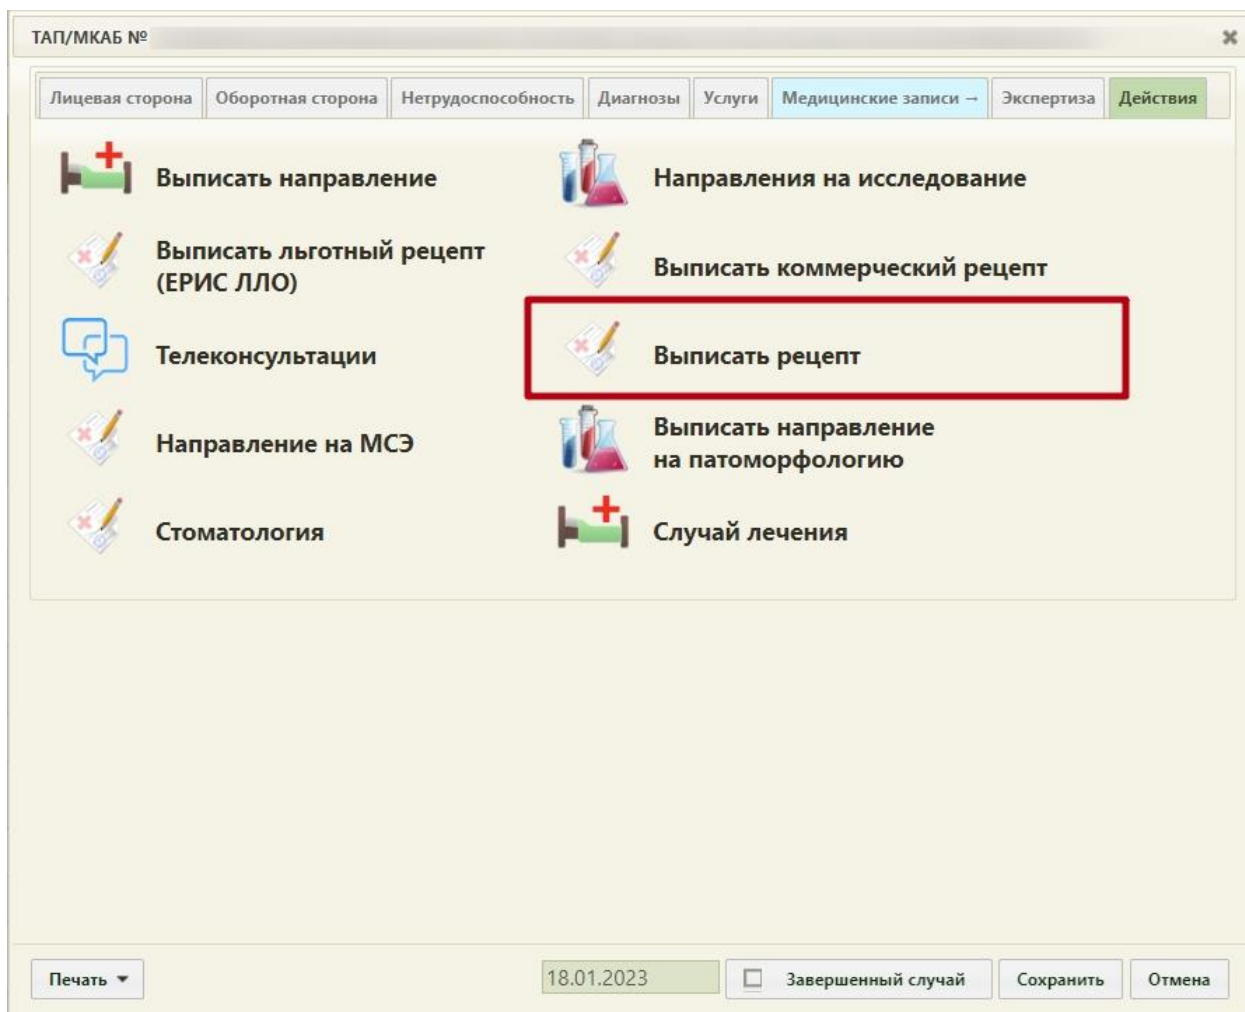 ТАП/МКАБ №
Лицевая сторона Оборотная сторона Нетрудоспособность Диагнозы Услуги Медицинские записи → Экспертиза Действия
Выписать направление
Направления на исследование
Выписать льготный рецепт
(ЕРИС ЛЛО)
Выписать коммерческий рецепт
Телеконсультации
Выписать рецепт
Направление на МСЭ
Выписать направление
на патоморфологию
Стоматология
Случай лечения
Печать
18.01.2023
Завершенный случай
Сохранить
Отмена